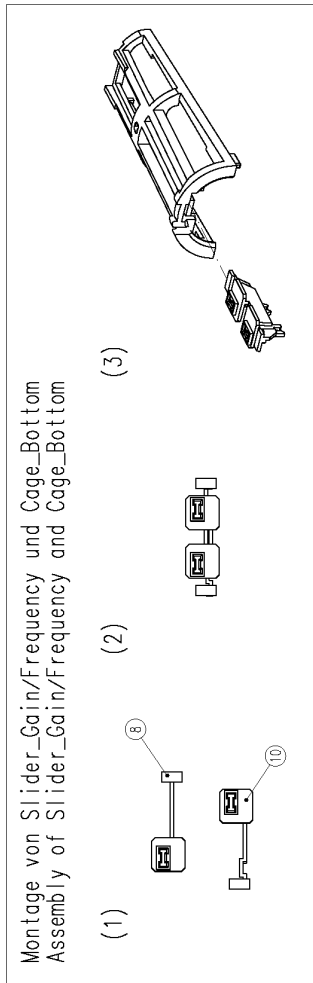 Montage von Slider_Gain/Frequency und Cage_Bottom
Assembly of Slider_Gain/Frequency and Cage_Bottom
(1)
8
10
(2)
(3)